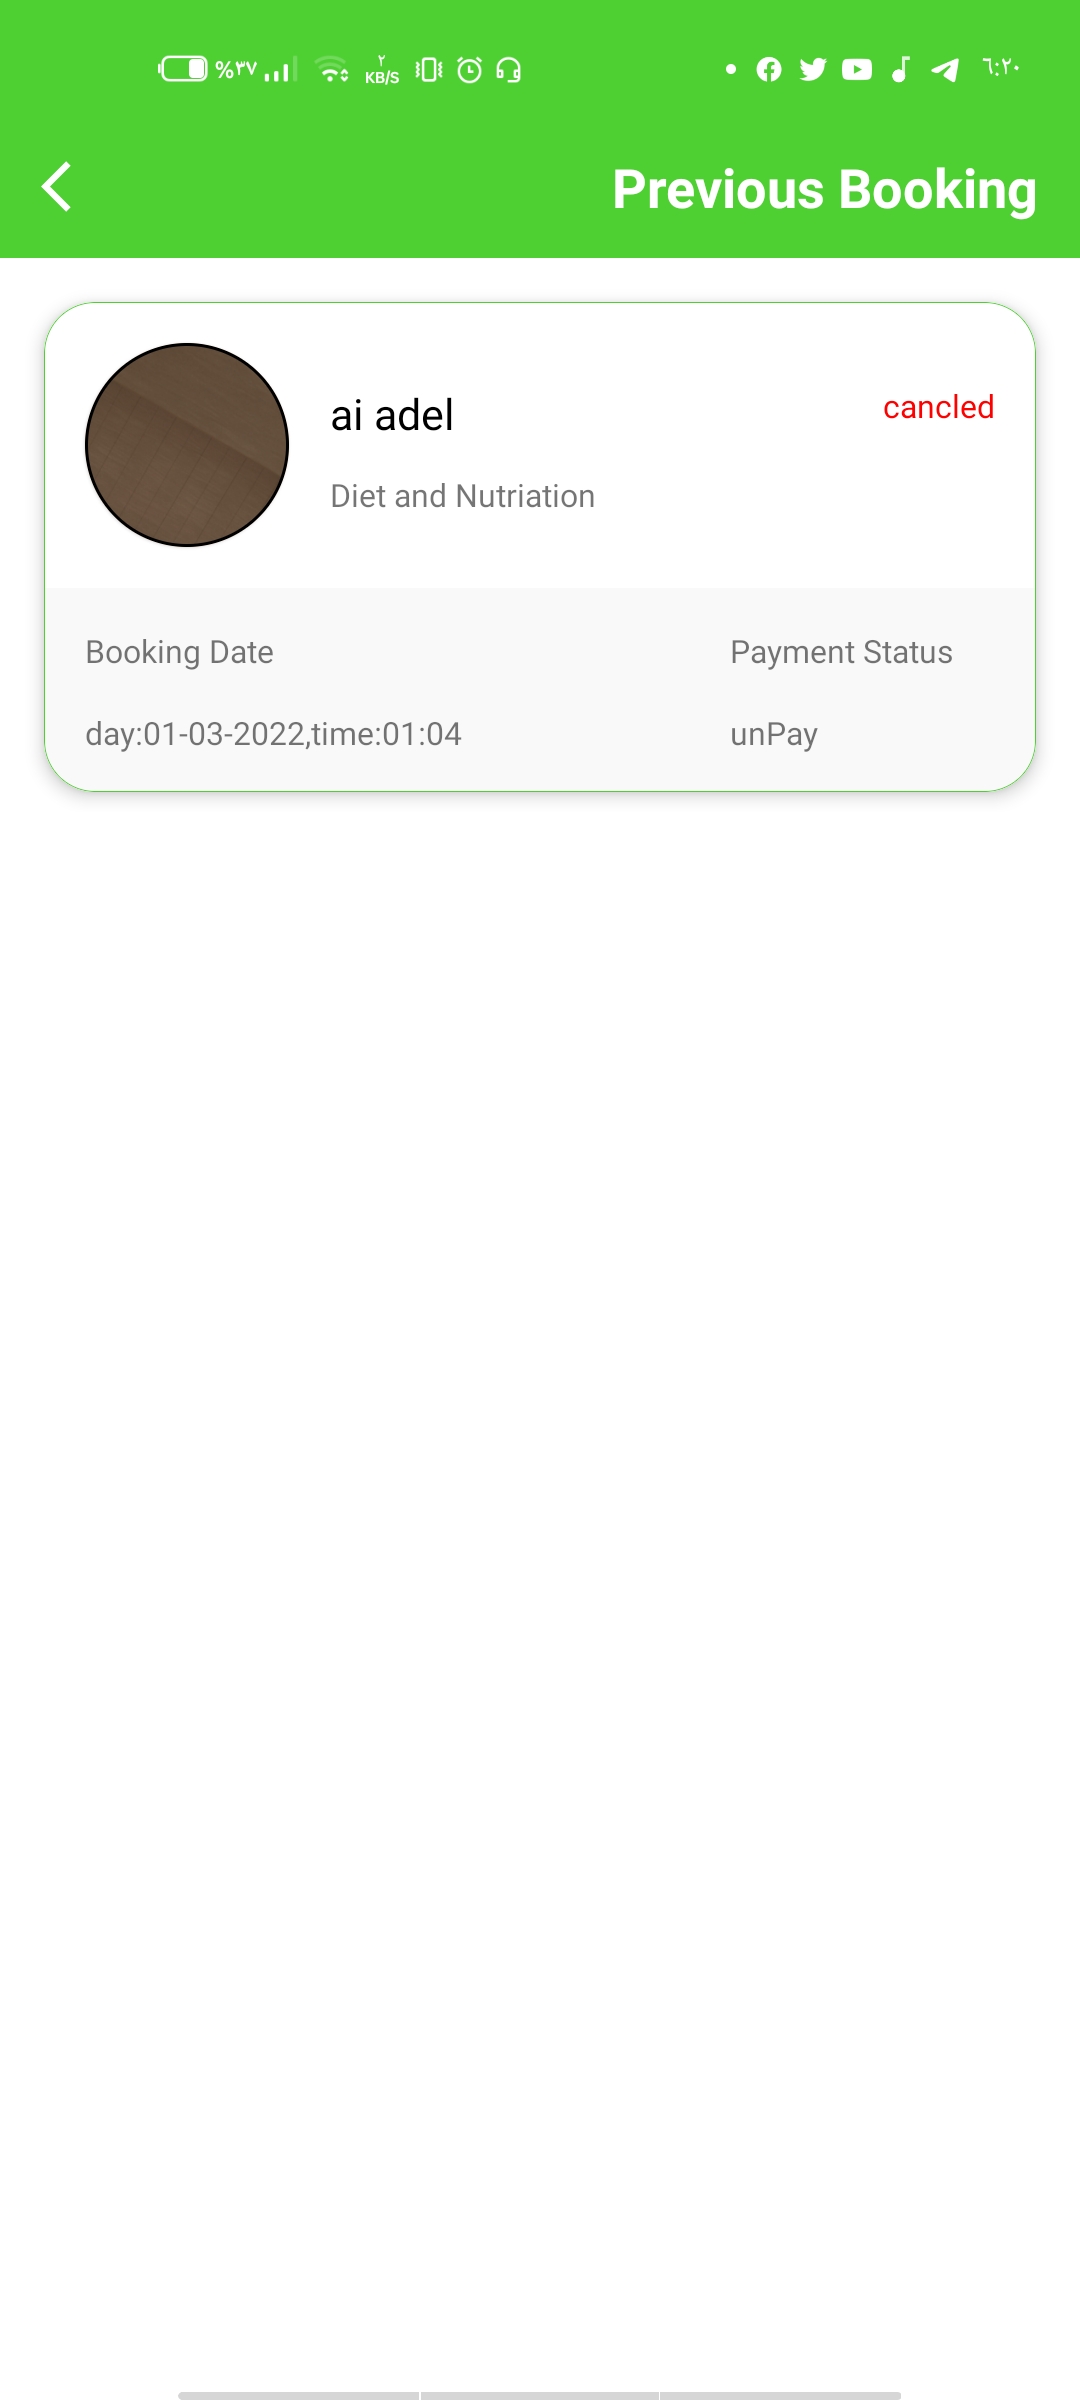 %٣٧
٢
KB/S
٦:٢٠
Previous Booking
ai adel
cancled
Diet and Nutriation
Booking Date
Payment Status
day:01-03-2022,time:01:04
unPay